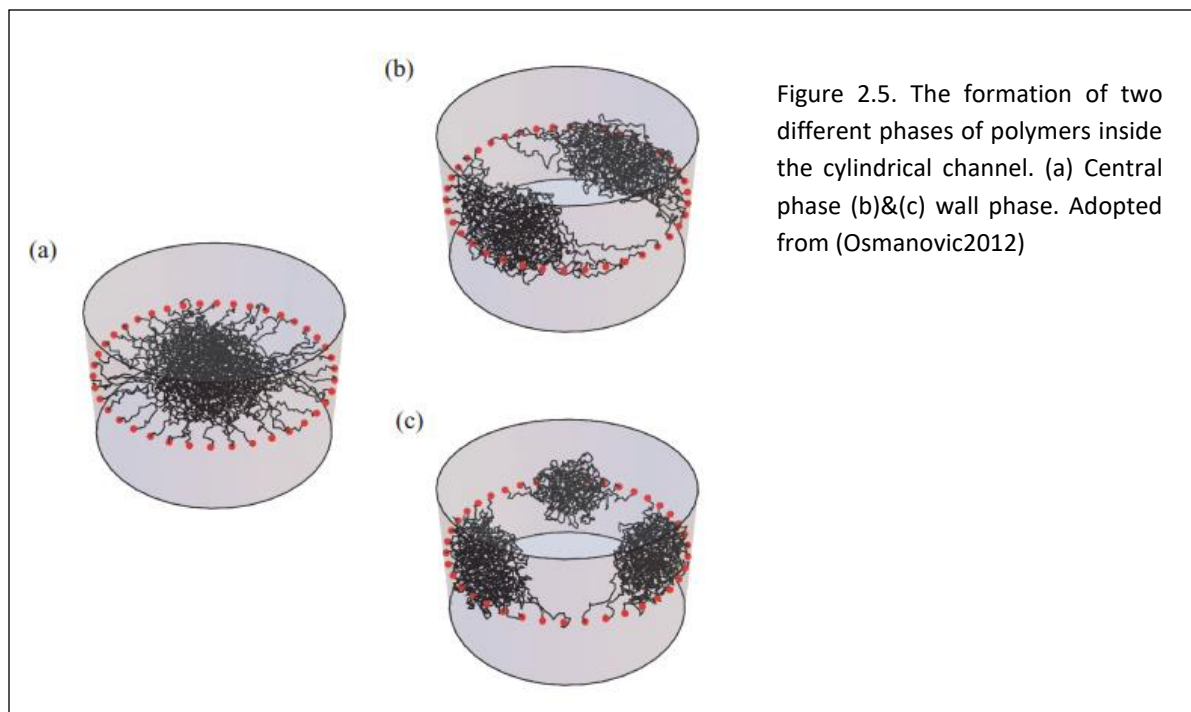 (b)
Figure 2.5. The formation of two
different phases of polymers inside
the cylindrical channel. (a) Central
phase (b)&(c) wall phase. Adopted
from (Osmanovic2012)
(a)
(c)